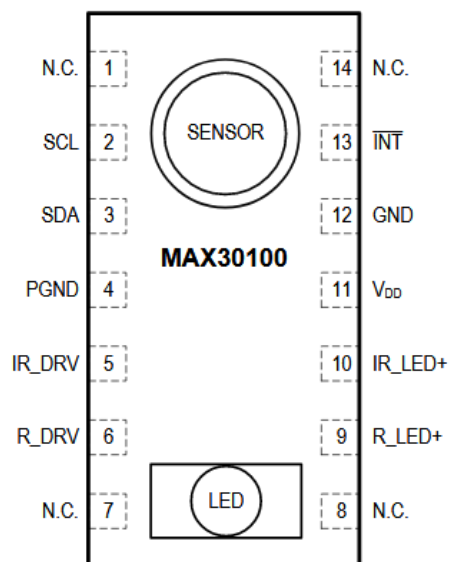 N.C. 1 14 N.C.
SENSOR
SCL 2 13 INT
SDA 3 12 GND
MAX30100
PGND 4 11 VDD
IR_DRV 5 10 IR_LED+
R_DRV 6 9 R_LED+
LED
N.C. 7 8 N.C.